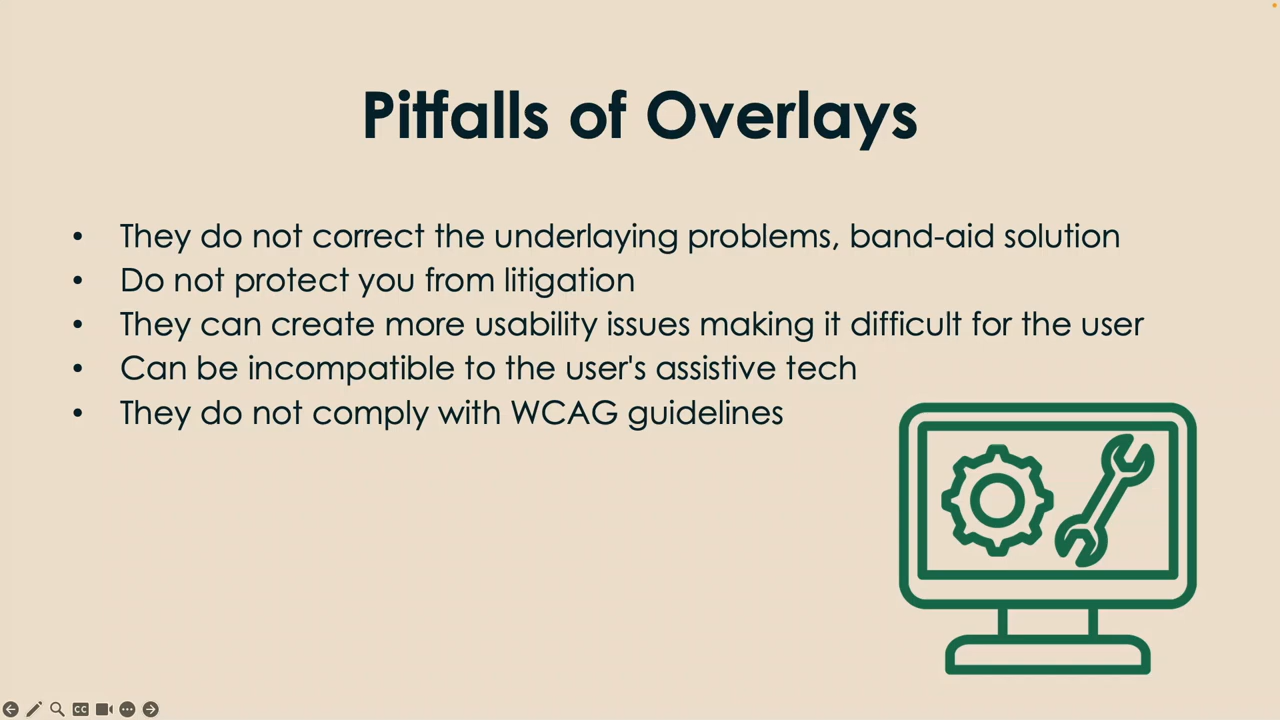 Pitfalls of Overlays
• They do not correct the underlaying problems, band-aid solution
• Do not protect you from litigation
• They can create more usability issues making it difficult for the user
• Can be incompatible to the user's assistive tech
• They do not comply with WCAG guidelines
CC